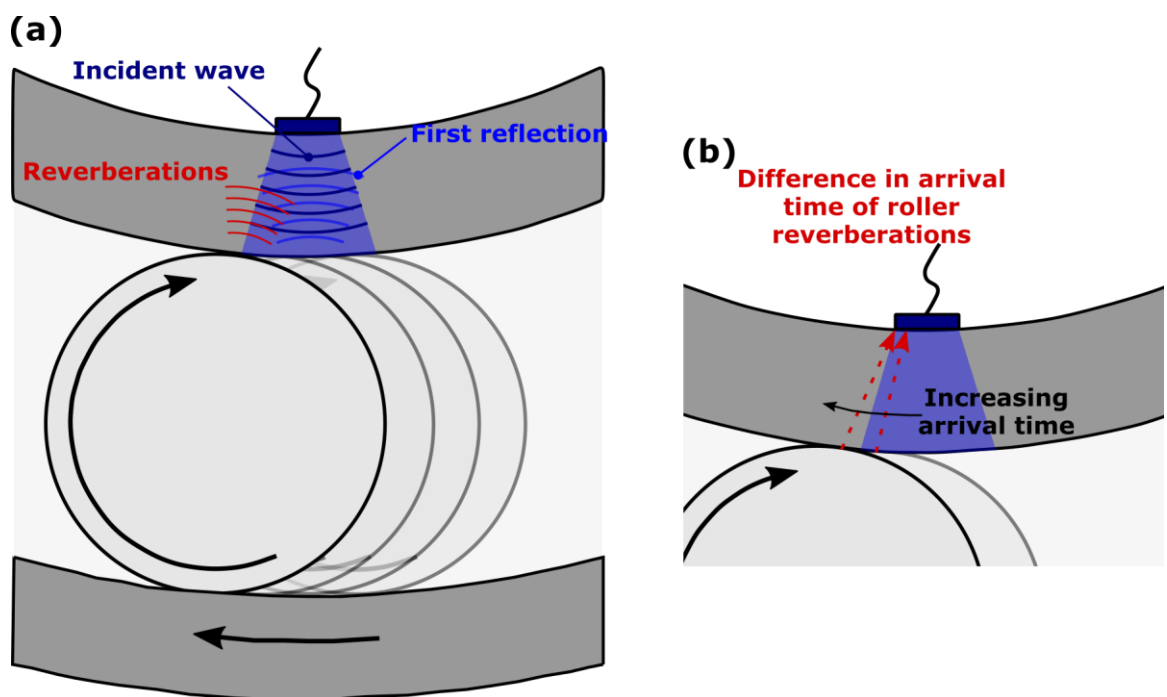 (a)
Incident wave
First reflection
Reverberations
(b)
Difference in arrival
time of roller
reverberations
Increasing
arrival time